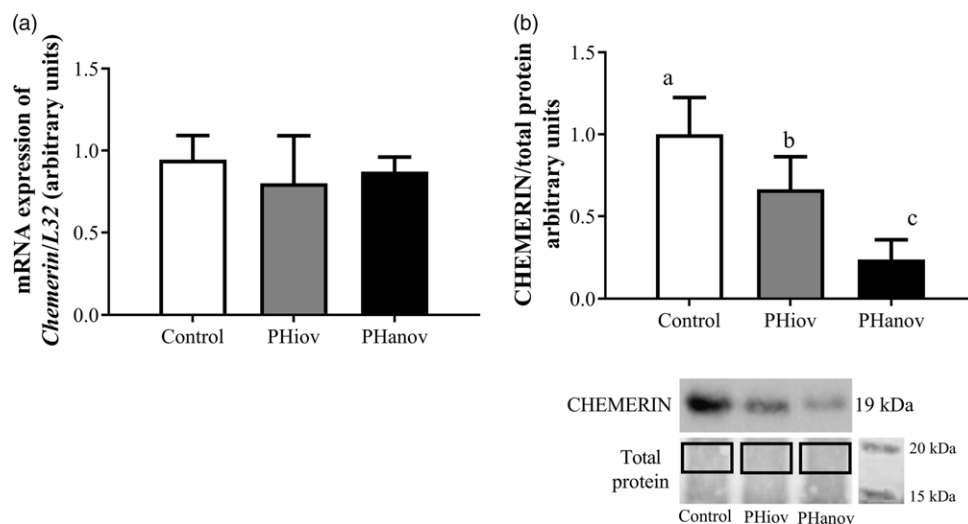 (a)
mRNA expression of
Chemerin/L32 (arbitrary units)
1.5
1.0
0.5
0.0
Control PHiov PHanov
(b)
CHEMERIN/total protein
arbitrary units
1.5
1.0
0.5
0.0
a
b
c
Control PHiov PHanov
CHEMERIN 19 kDa
Total
protein
20 kDa
15 kDa
Control PHiov PHanov